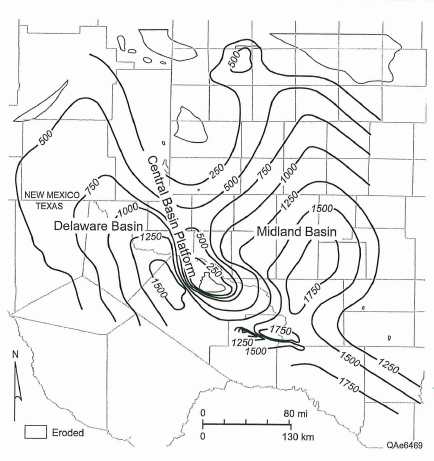 500
250
500
500
750
1000
1250
1500
NEW MEXICO
TEXAS
750
1000
1250
1500
Delaware Basin
Central Basin Platform
500
250
Midland Basin
1750
1750
1250
1500
1500
1250
1750
N
0 80 mi
0 130 km
Eroded
QAe6469